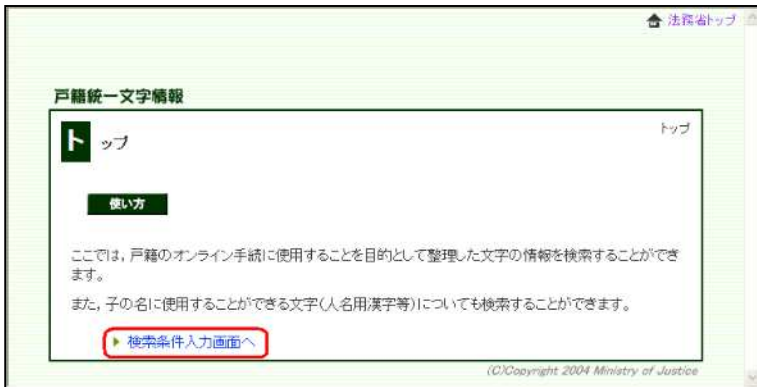 法務省トップ
戸籍統一文字情報
トップ
トップ
使い方
ここでは，戸籍のオンライン手続に使用することを目的として整理した文字の情報を検索することができ
ます。
また，子の名に使用することができる文字(人名用漢字等)についても検索することができます。
検索条件入力画面へ
(C)Copyright 2004 Ministry of Justice